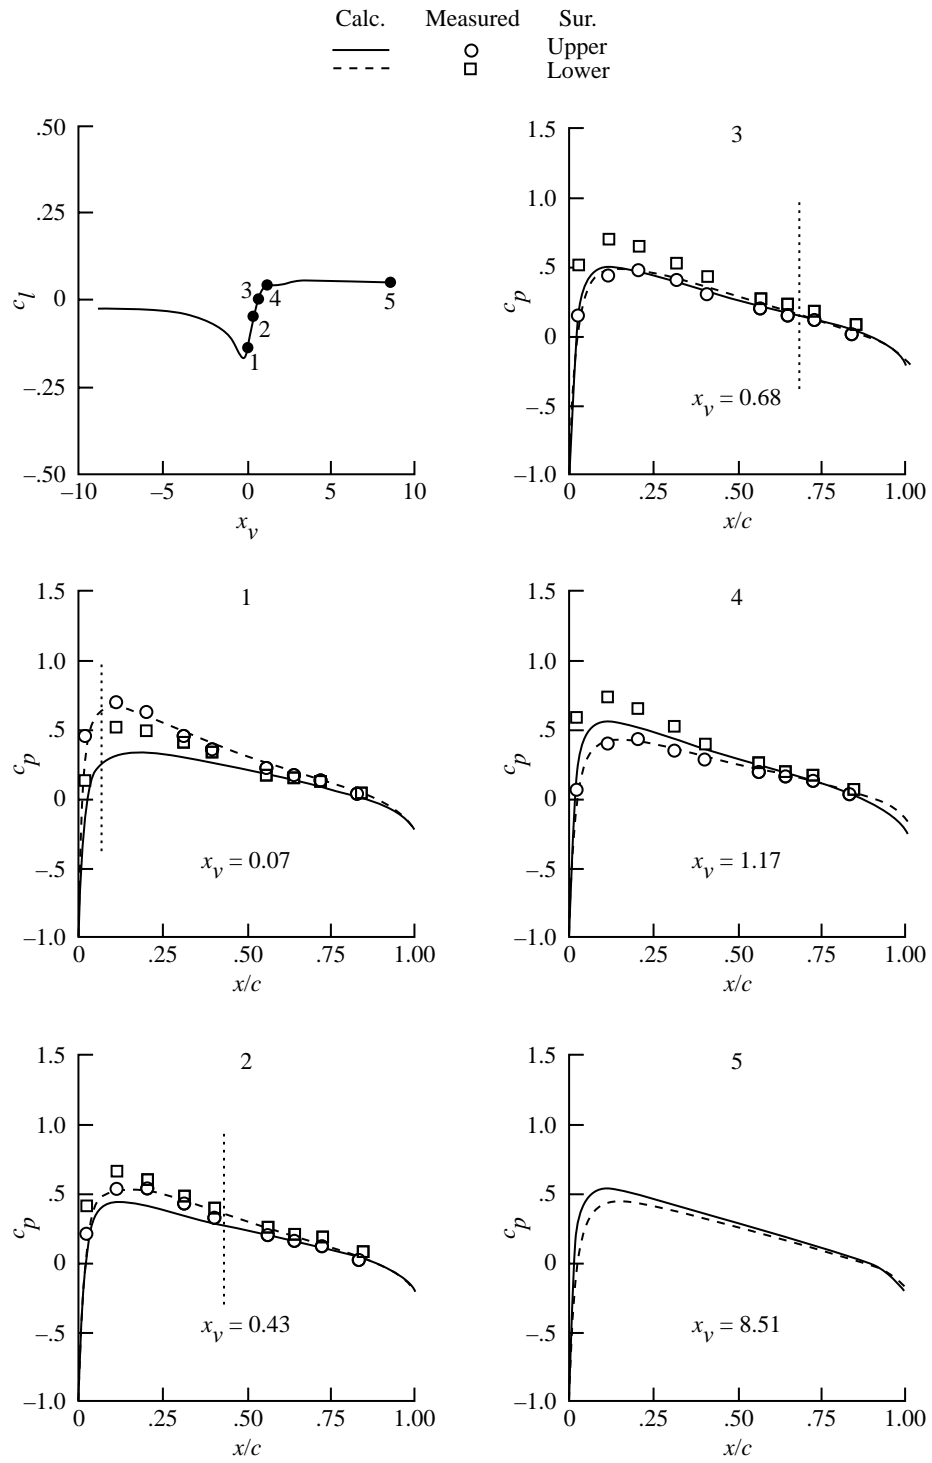 Calc. Measured Sur.
Upper
Lower
.50
.25
0
–.25
–.50
c_l
–10 –5 0 5 10
x_v
1
2
3
4
5
3
1.5
1.0
.5
0
–.5
–1.0
c_p
x_v = 0.68
0 .25 .50 .75 1.00
x/c
1
1.5
1.0
.5
0
–.5
–1.0
c_p
x_v = 0.07
0 .25 .50 .75 1.00
x/c
4
1.5
1.0
.5
0
–.5
–1.0
c_p
x_v = 1.17
0 .25 .50 .75 1.00
x/c
2
1.5
1.0
.5
0
–.5
–1.0
c_p
x_v = 0.43
0 .25 .50 .75 1.00
x/c
5
1.5
1.0
.5
0
–.5
–1.0
c_p
x_v = 8.51
0 .25 .50 .75 1.00
x/c